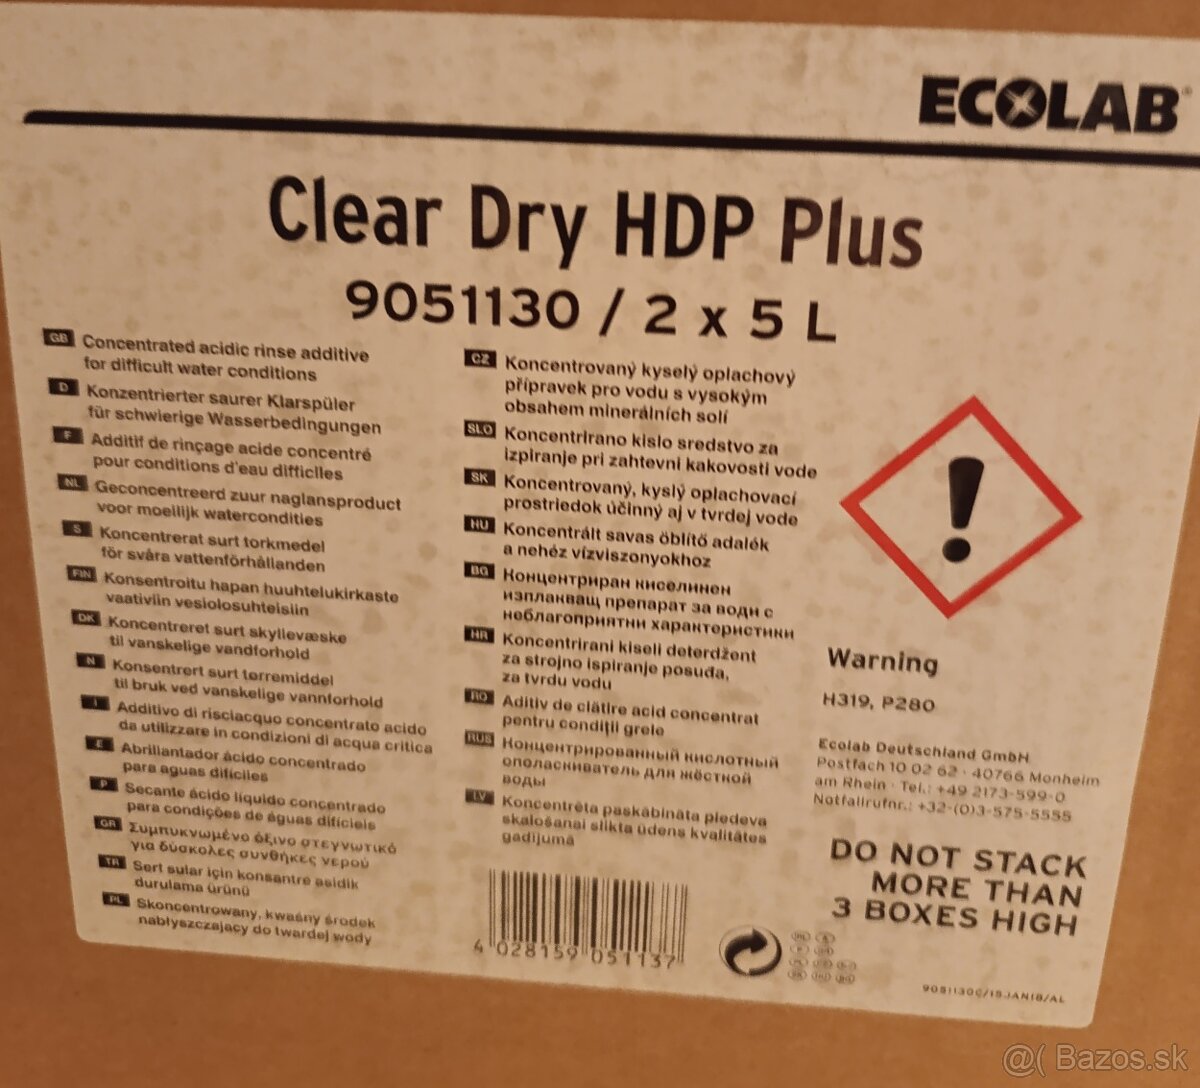 ECOLAB®
Clear Dry HDP Plus
9051130 / 2 x 5 L
GB Concentrated acidic rinse additive
for difficult water conditions
D Konzentrierter saurer Klarspüler
für schwierige Wasserbedingungen
F Additif de rinçage acide concentré
pour conditions d'eau difficiles
NL Geconcentreerd zuur naglansproduct
voor moeilijk watercondities
S Koncentrerat surt torkmedel
för svåra vattenförhållanden
FIN Konsentroitu hapan huuhtelukirkaste
vaativiin vesiolosuhteisiin
DK Koncentreret surt skyllevæske
til vanskelige vandforhold
N Konsentrert surt tørremiddel
til bruk ved vanskelige vannforhold
I Additivo di risciacquo concentrato acido
da utilizzare in condizioni di acqua critica
E Abrillantador ácido concentrado
para aguas difíciles
P Secante ácido líquido concentrado
para condições de águas difíceis
GR Συμπυκνωμένο όξινο στεγνωτικό
για δύσκολες συνθήκες νερού
TR Sert sular için konsantre asidik
durulama ürünü
PL Skoncentrowany, kwaśny środek
nabłyszczający do twardej wody
CZ Koncentrovaný kyselý oplachový
přípravek pro vodu s vysokým
obsahem minerálních solí
SLO Koncentrirano kislo sredstvo za
izpiranje pri zahtevni kakovosti vode
SK Koncentrovaný, kyslý oplachovací
prostriedok účinný aj v tvrdej vode
HU Koncentrált savas öblítő adalék
a nehéz vízviszonyokhoz
BG Концентриран киселинен
изплакващ препарат за води с
неблагоприятни характеристики
HR Koncentrirani kiseli deterdžent
za strojno ispiranje posuđa,
za tvrdu vodu
RO Aditiv de clătire acid concentrat
pentru condiții grele
RUS Концентрированный кислотный
ополаскиватель для жёсткой
воды
LV Koncentrēta paskābināta piedeva
skalošanai slikta ūdens kvalitātes
gadījumā
4 028159 051137
Warning
H319, P280
Ecolab Deutschland GmbH
Postfach 10 02 62 · 40766 Monheim
am Rhein · Tel.: +49 2173-599-0
Notfallrufnr.: +32-(0)3-575-5555
DO NOT STACK
MORE THAN
3 BOXES HIGH
9051130C/15JAN18/AL
@( Bazos.sk